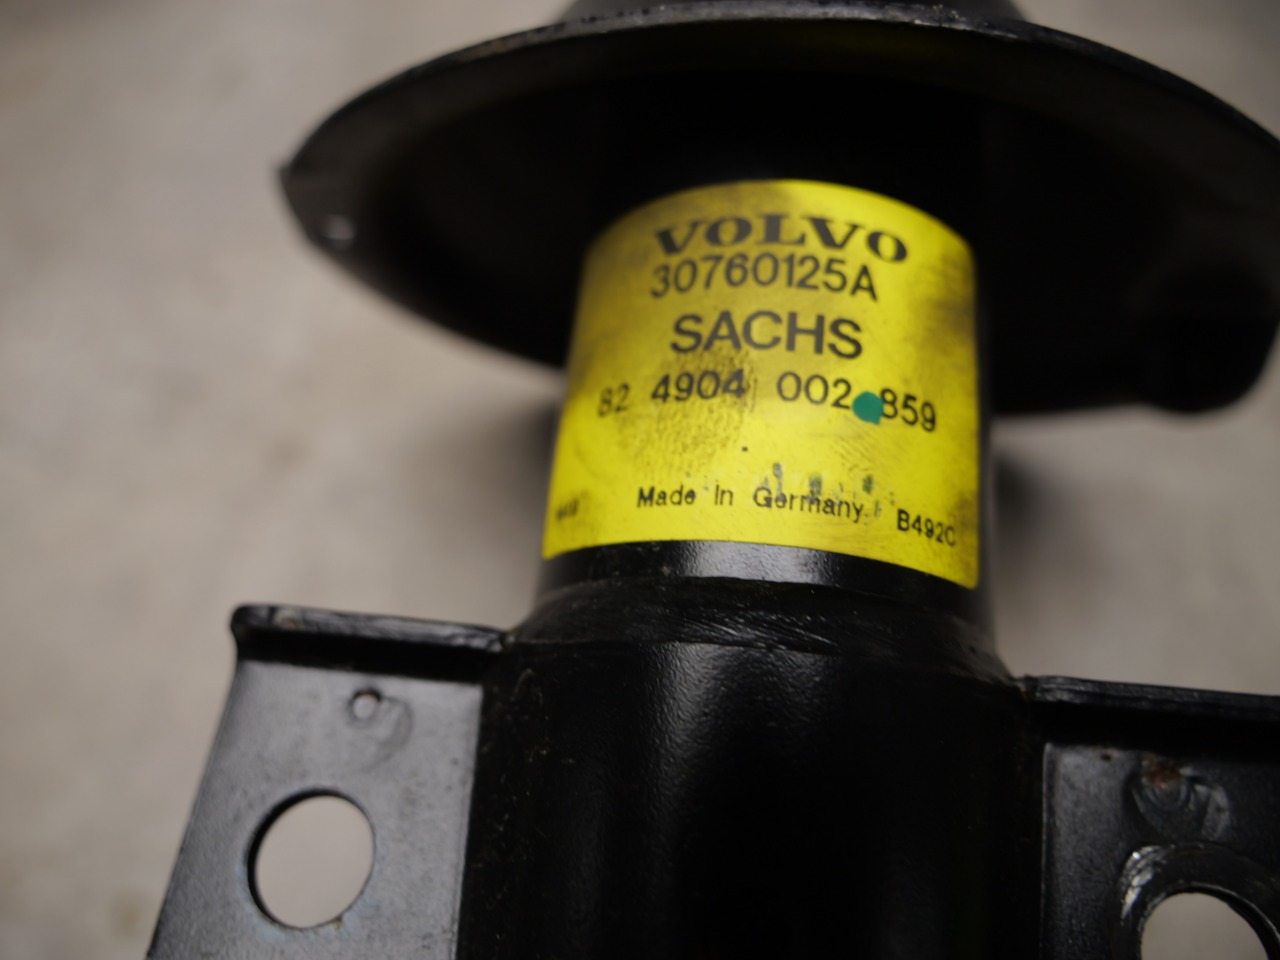 VOLVO
30760125A
SACHS
82 4904 002 859
Made In Germany B492C